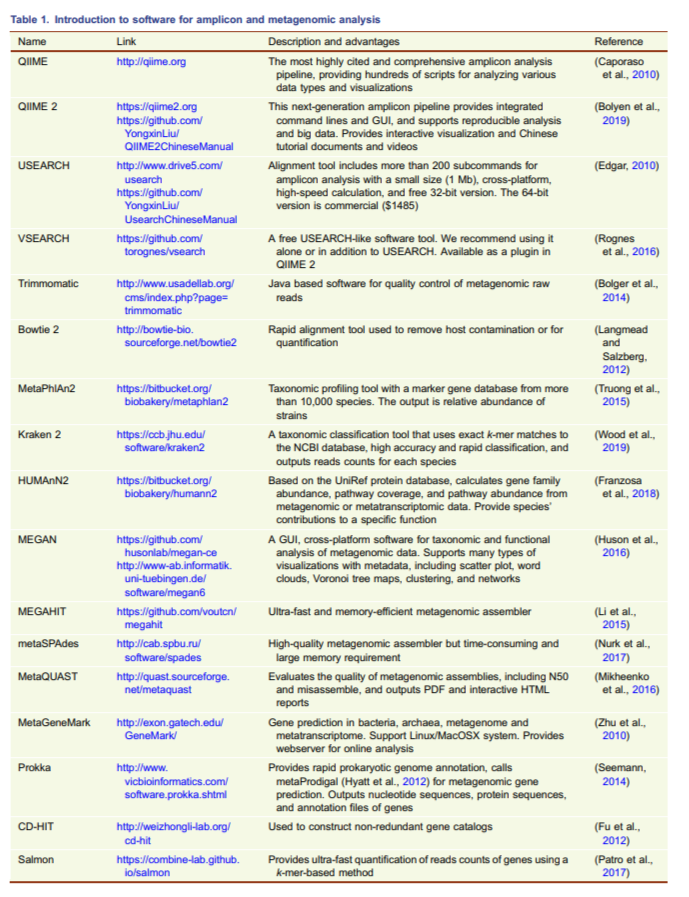 Table 1. Introduction to software for amplicon and metagenomic analysis
Name Link Description and advantages Reference
QIIME http://qiime.org The most highly cited and comprehensive amplicon analysis (Caporaso
pipeline, providing hundreds of scripts for analyzing various et al., 2010)
data types and visualizations
QIIME 2 https://qiime2.org This next-generation amplicon pipeline provides integrated (Bolyen et al.,
https://github.com/ command lines and GUI, and supports reproducible analysis 2019)
YongxinLiu/ and big data. Provides interactive visualization and Chinese
QIIME2ChineseManual tutorial documents and videos
USEARCH http://www.drive5.com/ Alignment tool includes more than 200 subcommands for (Edgar, 2010)
usearch amplicon analysis with a small size (1 Mb), cross-platform,
https://github.com/ high-speed calculation, and free 32-bit version. The 64-bit
YongxinLiu/ version is commercial ($1485)
UsearchChineseManual
VSEARCH https://github.com/ A free USEARCH-like software tool. We recommend using it (Rognes
torognes/vsearch alone or in addition to USEARCH. Available as a plugin in et al., 2016)
QIIME 2
Trimmomatic http://www.usadellab.org/ Java based software for quality control of metagenomic raw (Bolger et al.,
cms/index.php?page= reads 2014)
trimmomatic
Bowtie 2 http://bowtie-bio. Rapid alignment tool used to remove host contamination or for (Langmead
sourceforge.net/bowtie2 quantification and
Salzberg,
2012)
MetaPhlAn2 https://bitbucket.org/ Taxonomic profiling tool with a marker gene database from more (Truong et al.,
biobakery/metaphlan2 than 10,000 species. The output is relative abundance of 2015)
strains
Kraken 2 https://ccb.jhu.edu/ A taxonomic classification tool that uses exact k-mer matches to (Wood et al.,
software/kraken2 the NCBI database, high accuracy and rapid classification, and 2019)
outputs reads counts for each species
HUMAnN2 https://bitbucket.org/ Based on the UniRef protein database, calculates gene family (Franzosa
biobakery/humann2 abundance, pathway coverage, and pathway abundance from et al., 2018)
metagenomic or metatranscriptomic data. Provide species'
contributions to a specific function
MEGAN https://github.com/ A GUI, cross-platform software for taxonomic and functional (Huson et al.,
husonlab/megan-ce analysis of metagenomic data. Supports many types of 2016)
http://www-ab.informatik. visualizations with metadata, including scatter plot, word
uni-tuebingen.de/ clouds, Voronoi tree maps, clustering, and networks
software/megan6
MEGAHIT https://github.com/voutcn/ Ultra-fast and memory-efficient metagenomic assembler (Li et al.,
megahit 2015)
metaSPAdes http://cab.spbu.ru/ High-quality metagenomic assembler but time-consuming and (Nurk et al.,
software/spades large memory requirement 2017)
MetaQUAST http://quast.sourceforge. Evaluates the quality of metagenomic assemblies, including N50 (Mikheenko
net/metaquast and misassemble, and outputs PDF and interactive HTML et al., 2016)
reports
MetaGeneMark http://exon.gatech.edu/ Gene prediction in bacteria, archaea, metagenome and (Zhu et al.,
GeneMark/ metatranscriptome. Support Linux/MacOSX system. Provides 2010)
webserver for online analysis
Prokka http://www. Provides rapid prokaryotic genome annotation, calls (Seemann,
vicbioinformatics.com/ metaProdigal (Hyatt et al., 2012) for metagenomic gene 2014)
software.prokka.shtml prediction. Outputs nucleotide sequences, protein sequences,
and annotation files of genes
CD-HIT http://weizhongli-lab.org/ Used to construct non-redundant gene catalogs (Fu et al.,
cd-hit 2012)
Salmon https://combine-lab.github. Provides ultra-fast quantification of reads counts of genes using a (Patro et al.,
io/salmon k-mer-based method 2017)